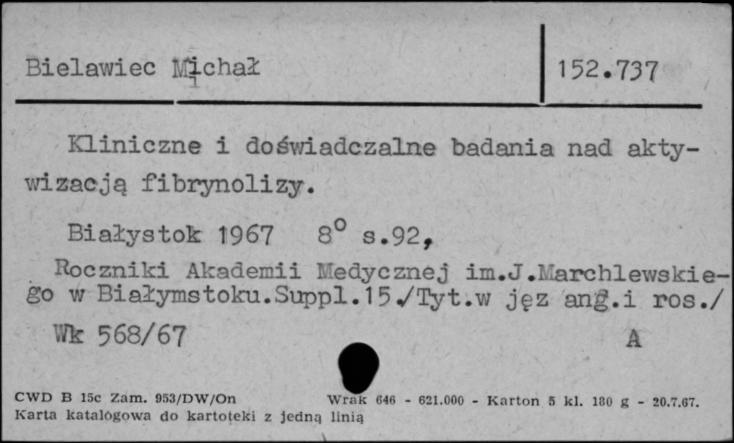 Bielawiec Michał 152.737
Kliniczne i doświadczalne badania nad akty-
wizacją fibrynolizy.
Białystok 1967 8° s.92,
Roczniki Akademii Medycznej im.J.Marchlewskie-
go w Białymstoku.Suppl.15./Tyt.w jęz ang.i ros./
Wk 568/67 A
CWD B 15c Zam. 953/DW/On Wrak 646 - 621.000 - Karton 5 kl. 180 g - 20.7.67.
Karta katalogowa do kartoteki z jedną linią